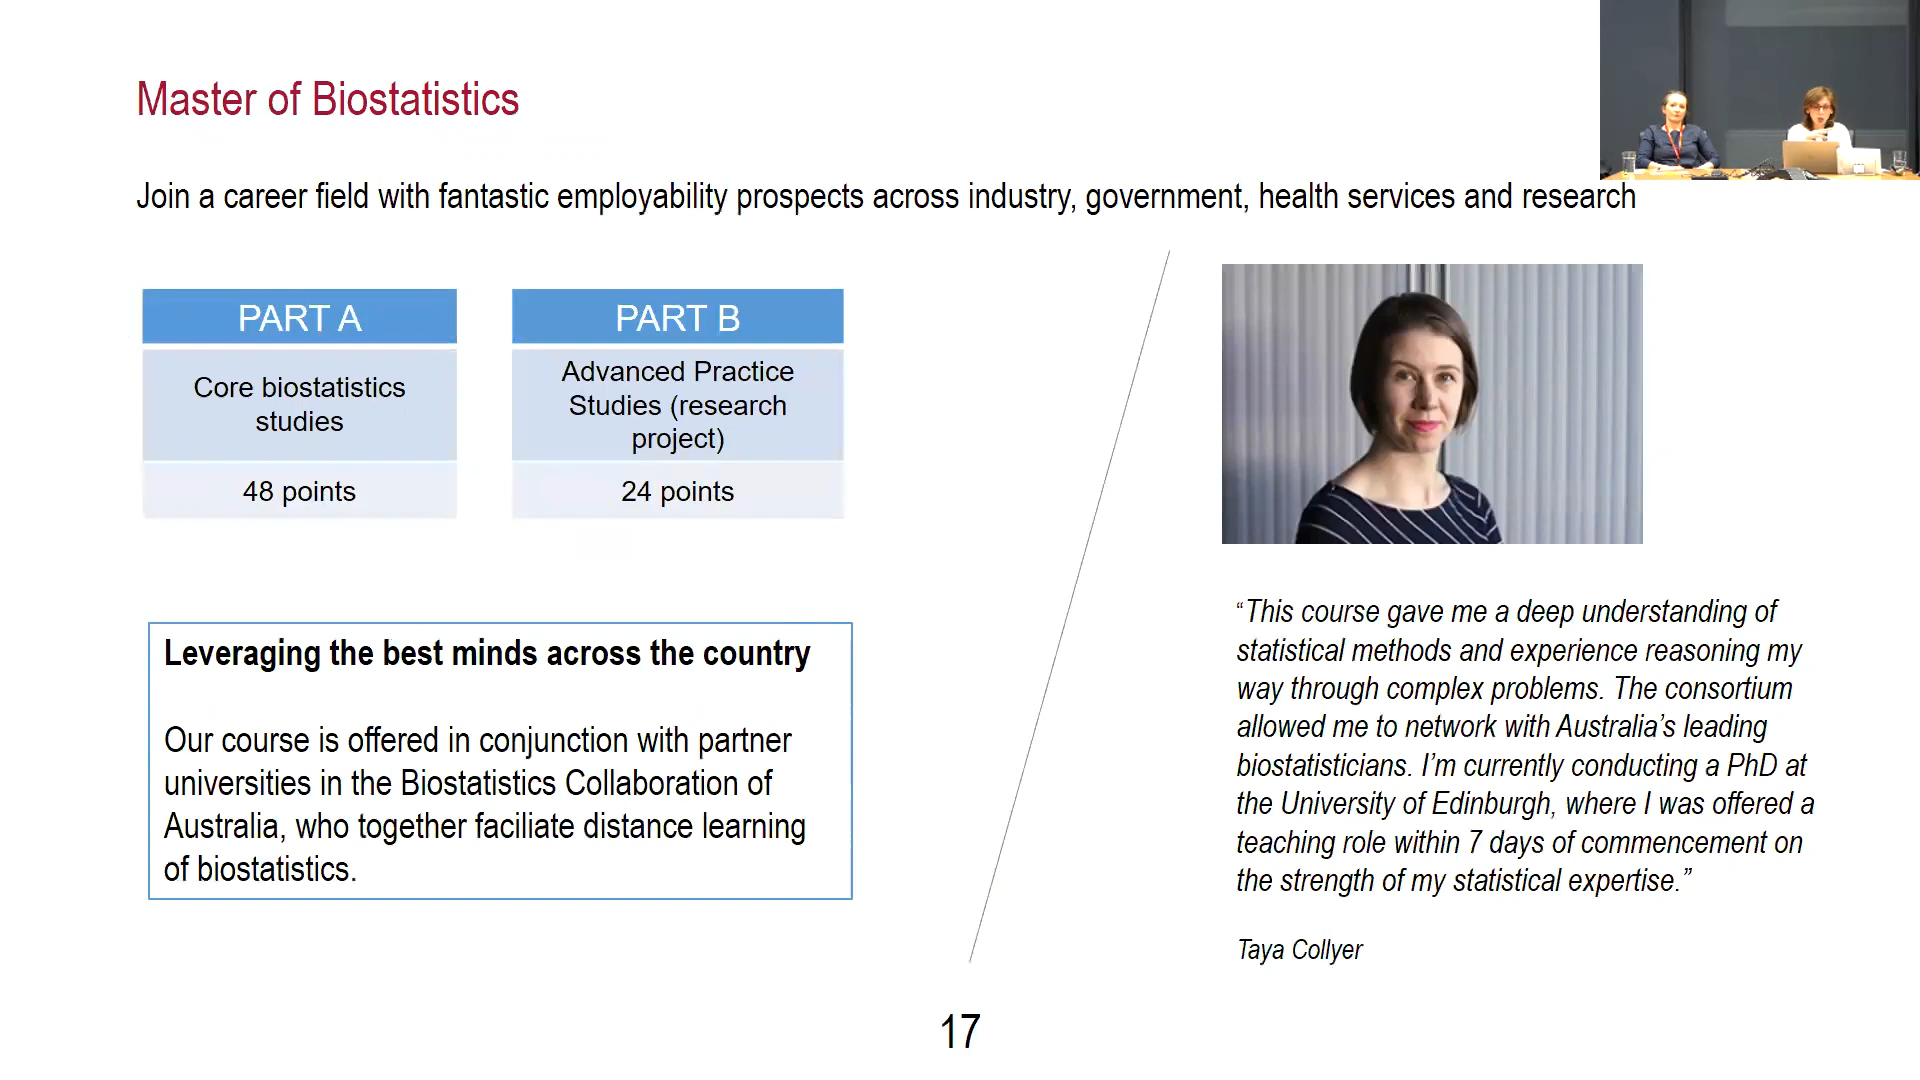 Master of Biostatistics
Join a career field with fantastic employability prospects across industry, government, health services and research
PART A
Core biostatistics
studies
48 points
PART B
Advanced Practice
Studies (research
project)
24 points
Leveraging the best minds across the country
Our course is offered in conjunction with partner
universities in the Biostatistics Collaboration of
Australia, who together faciliate distance learning
of biostatistics.
“This course gave me a deep understanding of
statistical methods and experience reasoning my
way through complex problems. The consortium
allowed me to network with Australia’s leading
biostatisticians. I’m currently conducting a PhD at
the University of Edinburgh, where I was offered a
teaching role within 7 days of commencement on
the strength of my statistical expertise.”
Taya Collyer
17